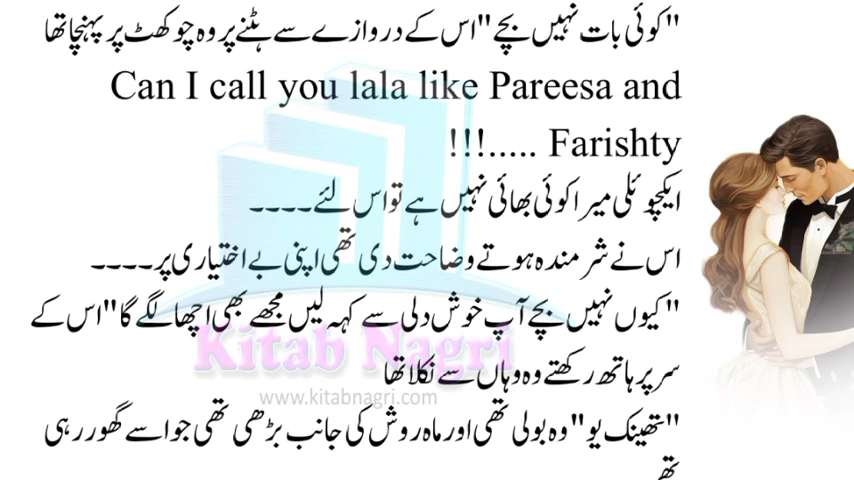 "کوئی بات نہیں بچے" اس کے دروازے سے ہٹنے پر وہ چوکھٹ پر پہنچا تھا
Can I call you lala like Pareesa and
Farishty .....!!!
ایکچوئلی میرا کوئی بھائی نہیں ہے تو اس لئے۔۔۔۔
اس نے شرمندہ ہوتے وضاحت دی تھی اپنی بے اختیاری پر۔۔۔۔
"کیوں نہیں بچے آپ خوش دلی سے کہہ لیں مجھے بھی اچھا لگے گا" اس کے
سر پر ہاتھ رکھتے وہ وہاں سے نکلا تھا
"تھینک یو" وہ بولی تھی اور ماہ روش کی جانب بڑھی تھی جو اسے گھور رہی
Kitab Nagri
www.kitabnagri.com